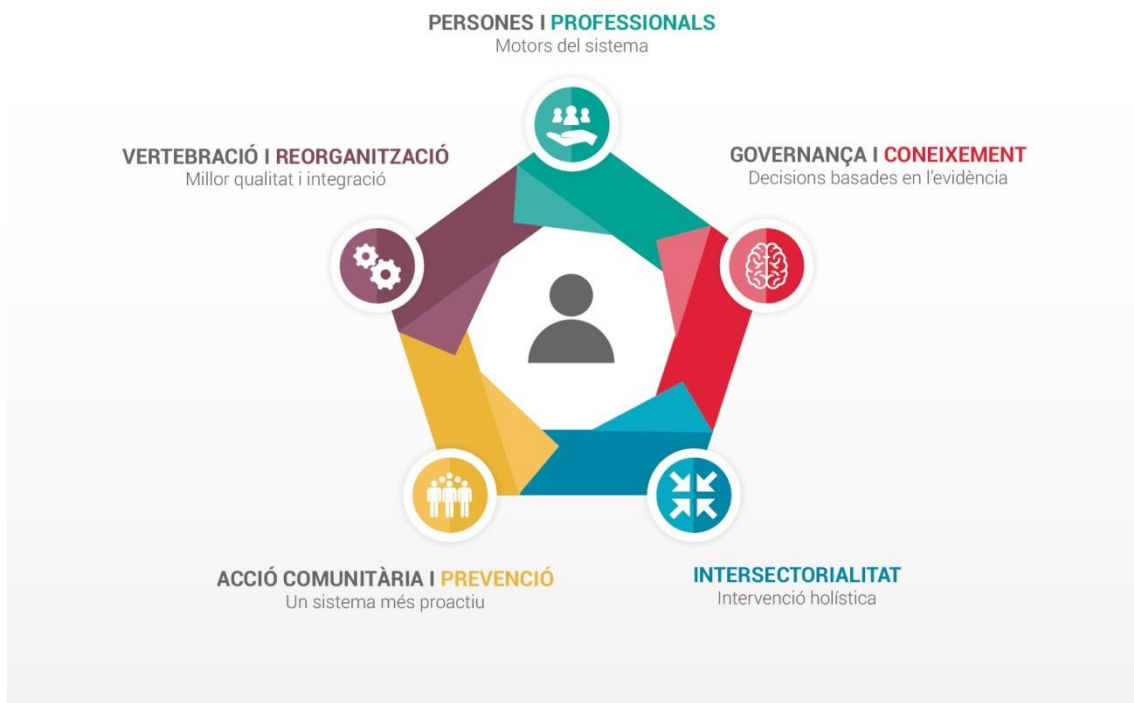 PERSONES I PROFESSIONALS
Motors del sistema
VERTEBRACIÓ I REORGANITZACIÓ
Millor qualitat i integració
GOVERNANÇA I CONEIXEMENT
Decisions basades en l'evidència
ACCIÓ COMUNITÀRIA I PREVENCIÓ
Un sistema més proactiu
INTERSECTORIALITAT
Intervenció holística